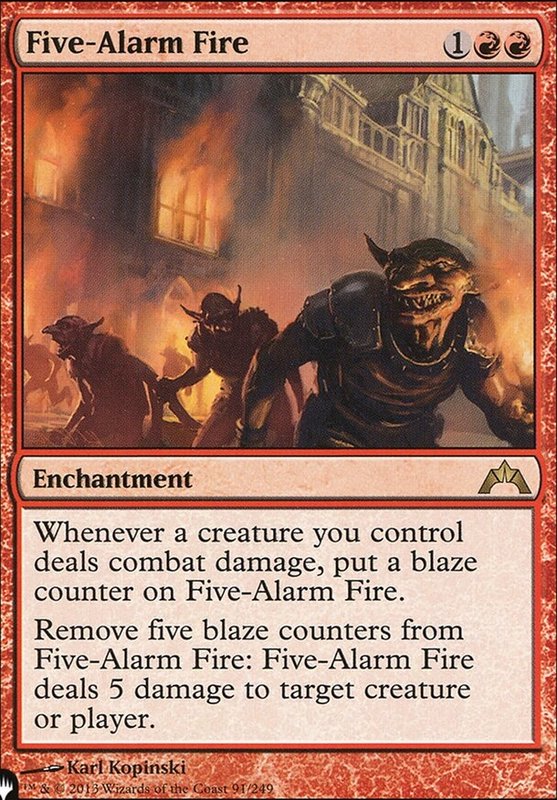 Five-Alarm Fire 1
Enchantment
Whenever a creature you control
deals combat damage, put a blaze
counter on Five-Alarm Fire.
Remove five blaze counters from
Five-Alarm Fire: Five-Alarm Fire
deals 5 damage to target creature
or player.
Karl Kopinski
™ & © 2013 Wizards of the Coast 91/249